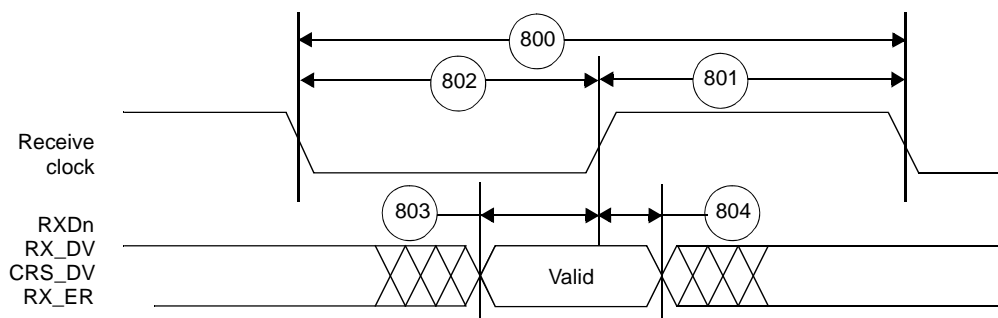 800
802
801
Receive
clock
803
804
RXDn
RX_DV
CRS_DV
RX_ER
Valid